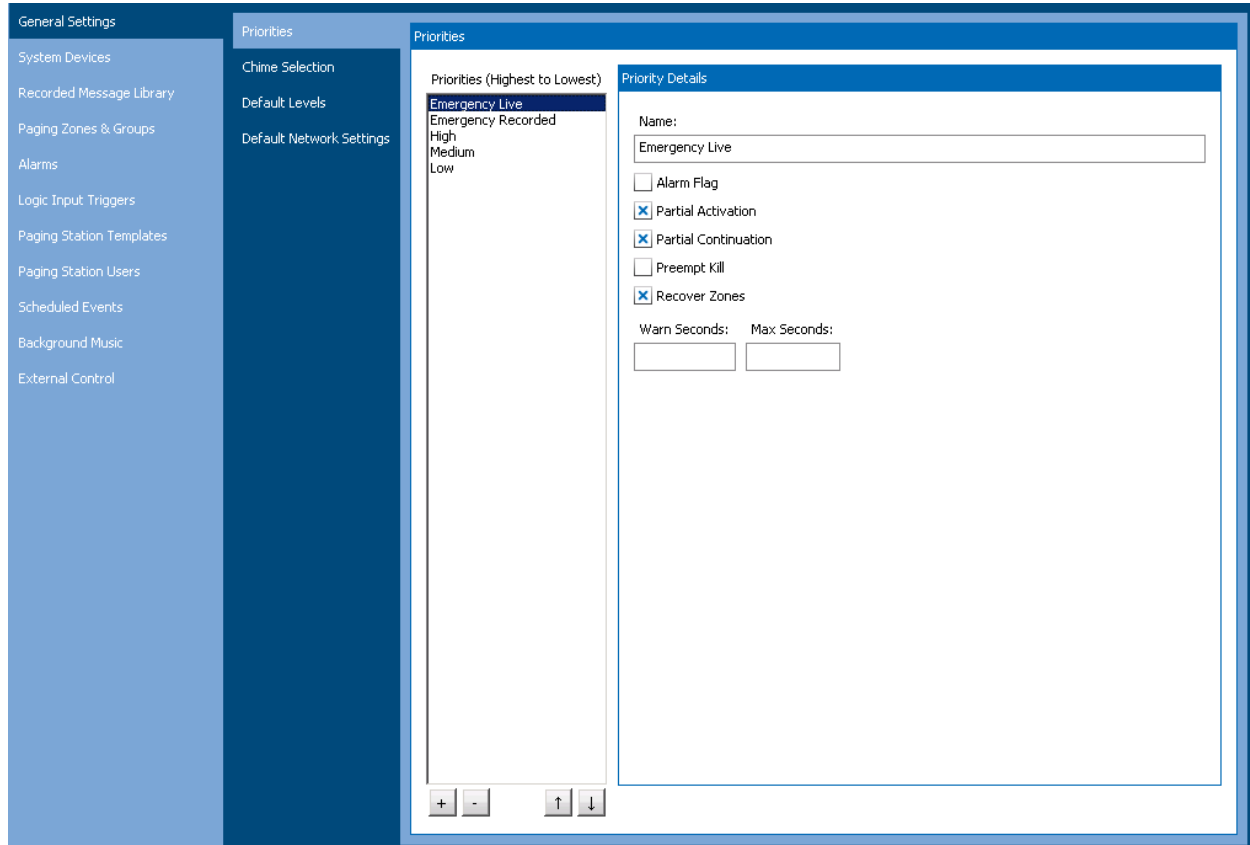 General Settings
System Devices
Recorded Message Library
Paging Zones & Groups
Alarms
Logic Input Triggers
Paging Station Templates
Paging Station Users
Scheduled Events
Background Music
External Control
Priorities
Chime Selection
Default Levels
Default Network Settings
Priorities
Priorities (Highest to Lowest)
Emergency Live
Emergency Recorded
High
Medium
Low
+ - ↑ ↓
Priority Details
Name:
Emergency Live
Alarm Flag
Partial Activation
Partial Continuation
Preempt Kill
Recover Zones
Warn Seconds: Max Seconds: